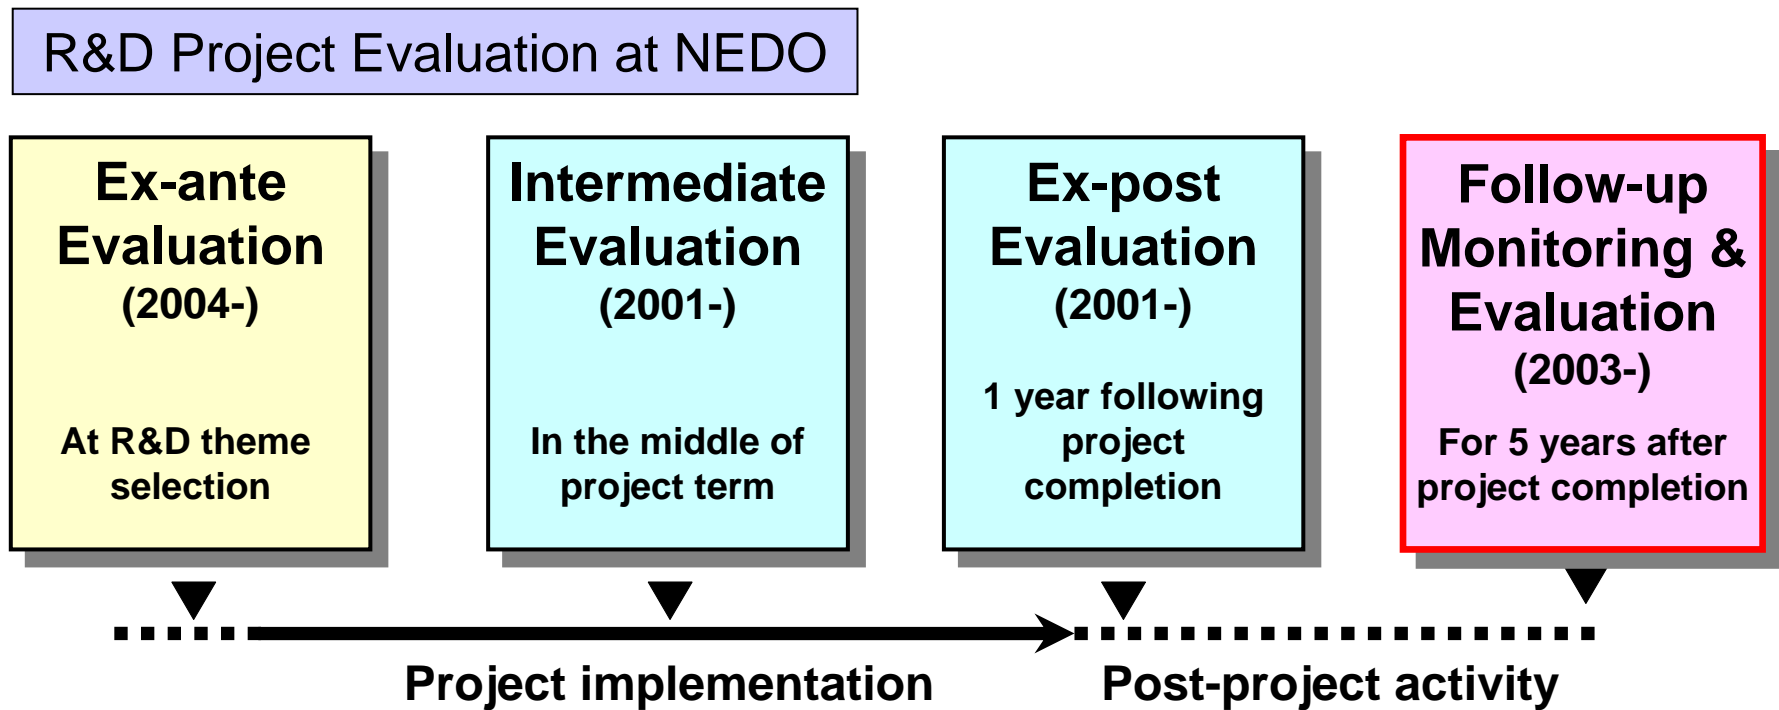 R&D Project Evaluation at NEDO
Ex-ante
Evaluation
(2004-)
At R&D theme
selection
Intermediate
Evaluation
(2001-)
In the middle of
project term
Ex-post
Evaluation
(2001-)
1 year following
project
completion
Follow-up
Monitoring &
Evaluation
(2003-)
For 5 years after
project completion
Project implementation
Post-project activity